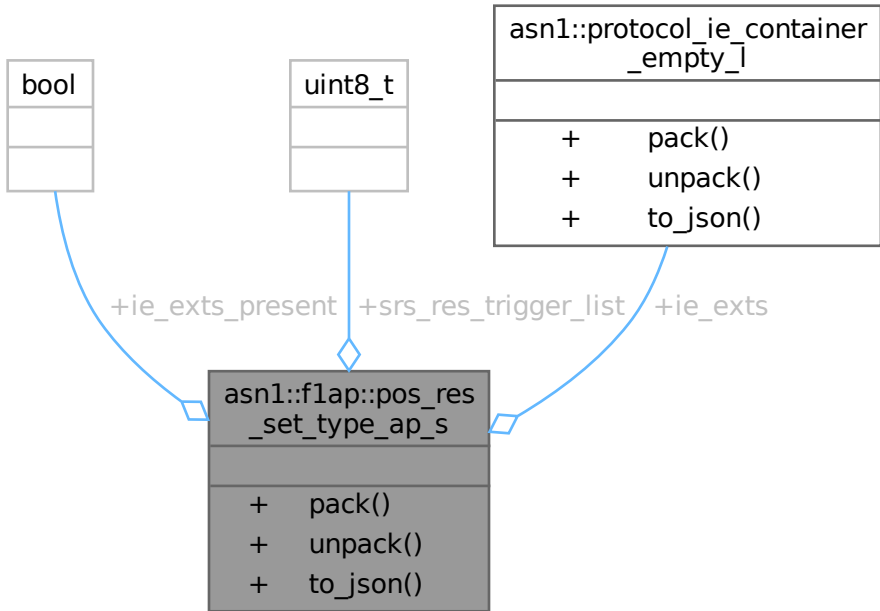 asn1::protocol_ie_container
_empty_l
bool
uint8_t
+ pack()
+ unpack()
+ to_json()
+ie_exts_present
+srs_res_trigger_list
+ie_exts
asn1::f1ap::pos_res
_set_type_ap_s
+ pack()
+ unpack()
+ to_json()